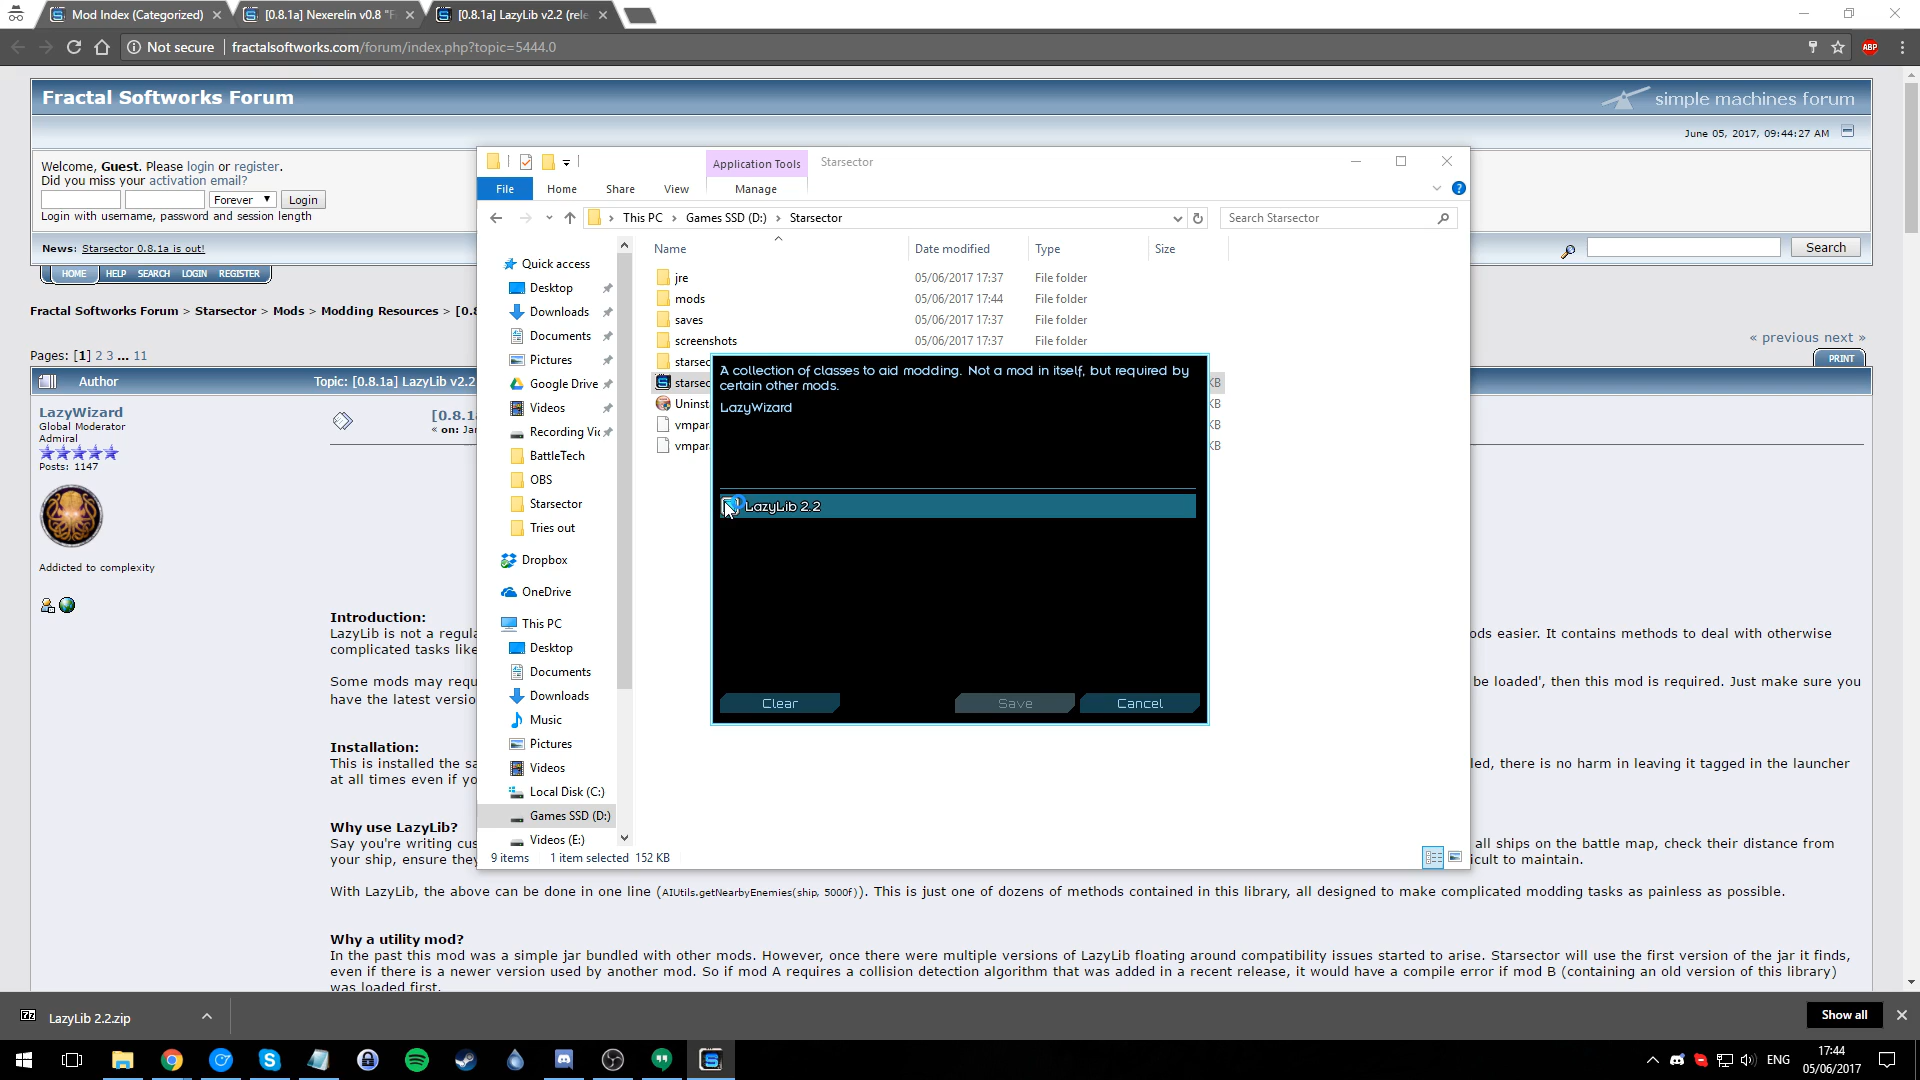 Mod Index (Categorized)
[0.8.1a] Nexerelin v0.8 "F
[0.8.1a] LazyLib v2.2 (rele
Not secure
fractalsoftworks.com/forum/index.php?topic=5444.0
ABP
Fractal Softworks Forum
simple machines forum
June 05, 2017, 09:44:27 AM
Welcome, Guest. Please login or register.
Did you miss your activation email?
Forever
Login
Login with username, password and session length
News: Starsector 0.8.1a is out!
Search
HOME HELP SEARCH LOGIN REGISTER
Fractal Softworks Forum > Starsector > Mods > Modding Resources > [0.8
« previous next »
Pages: [1] 2 3 ... 11
PRINT
Author
Topic: [0.8.1a] LazyLib v2.2
LazyWizard
Global Moderator
Admiral
Posts: 1147
[0.8.1
« on: Jan
Addicted to complexity
Introduction:
LazyLib is not a regula
ods easier. It contains methods to deal with otherwise
complicated tasks like
Some mods may requ
be loaded', then this mod is required. Just make sure you
have the latest versio
Installation:
This is installed the sa
led, there is no harm in leaving it tagged in the launcher
at all times even if yo
Why use LazyLib?
Say you're writing cus
all ships on the battle map, check their distance from
your ship, ensure they
icult to maintain.
With LazyLib, the above can be done in one line (AIUtils.getNearbyEnemies(ship, 5000f)). This is just one of dozens of methods contained in this library, all designed to make complicated modding tasks as painless as possible.
Why a utility mod?
In the past this mod was a simple jar bundled with other mods. However, once there were multiple versions of LazyLib floating around compatibility issues started to arise. Starsector will use the first version of the jar it finds,
even if there is a newer version used by another mod. So if mod A requires a collision detection algorithm that was added in a recent release, it would have a compile error if mod B (containing an old version of this library)
was loaded first.
Application Tools
Starsector
File
Home
Share
View
Manage
This PC > Games SSD (D:) > Starsector
Search Starsector
Name
Date modified
Type
Size
Quick access
Desktop
Downloads
Documents
Pictures
Google Drive
Videos
Recording Vic
BattleTech
OBS
Starsector
Tries out
Dropbox
OneDrive
This PC
Desktop
Documents
Downloads
Music
Pictures
Videos
Local Disk (C:)
Games SSD (D:)
Videos (E:)
jre 05/06/2017 17:37 File folder
mods 05/06/2017 17:44 File folder
saves 05/06/2017 17:37 File folder
screenshots 05/06/2017 17:37 File folder
starsec
starsec KB
Uninst KB
vmpar KB
vmpar KB
9 items 1 item selected 152 KB
A collection of classes to aid modding. Not a mod in itself, but required by
certain other mods.
LazyWizard
LazyLib 2.2
Clear
Save
Cancel
LazyLib 2.2.zip
Show all
ENG
17:44
05/06/2017